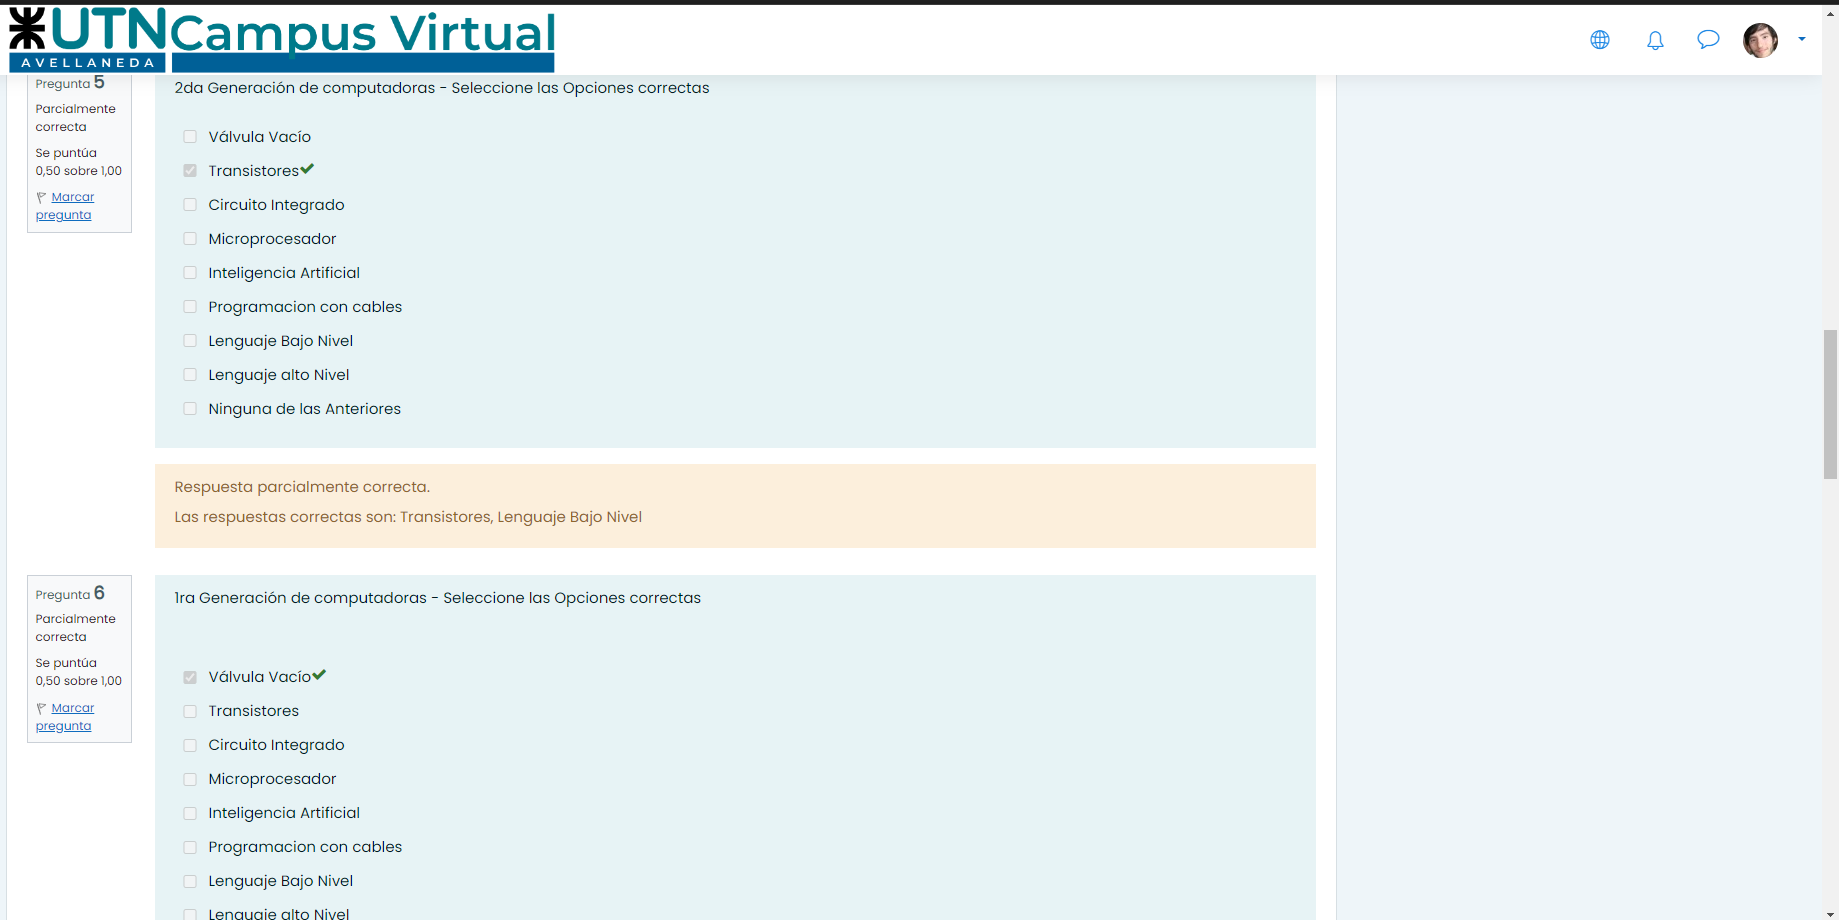 UTN Campus Virtual
AVELLANEDA
Pregunta 5
Parcialmente
correcta
Se puntúa
0,50 sobre 1,00
Marcar
pregunta
2da Generación de computadoras - Seleccione las Opciones correctas
Válvula Vacío
Transistores
Circuito Integrado
Microprocesador
Inteligencia Artificial
Programacion con cables
Lenguaje Bajo Nivel
Lenguaje alto Nivel
Ninguna de las Anteriores
Respuesta parcialmente correcta.
Las respuestas correctas son: Transistores, Lenguaje Bajo Nivel
Pregunta 6
Parcialmente
correcta
Se puntúa
0,50 sobre 1,00
Marcar
pregunta
1ra Generación de computadoras - Seleccione las Opciones correctas
Válvula Vacío
Transistores
Circuito Integrado
Microprocesador
Inteligencia Artificial
Programacion con cables
Lenguaje Bajo Nivel
Lenguaje alto Nivel